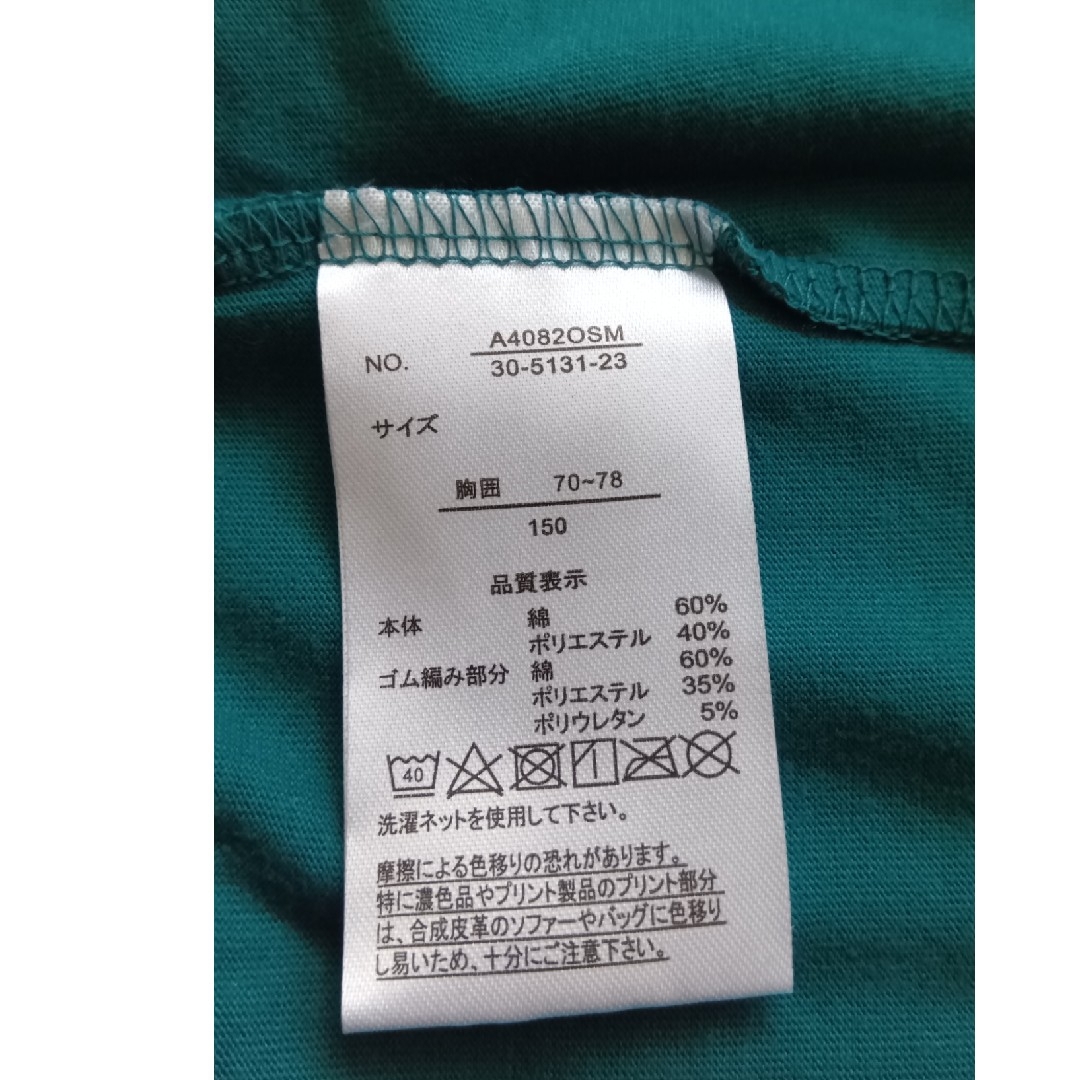 A4082OSM
NO.
30-5131-23
サイズ
胸囲 70~78
150
品質表示
本体 綿 60%
ポリエステル 40%
ゴム編み部分 綿 60%
ポリエステル 35%
ポリウレタン 5%
40
洗濯ネットを使用して下さい。
摩擦による色移りの恐れがあります。
特に濃色品やプリント製品のプリント部分
は、合成皮革のソファーやバッグに色移り
し易いため、十分にご注意下さい。